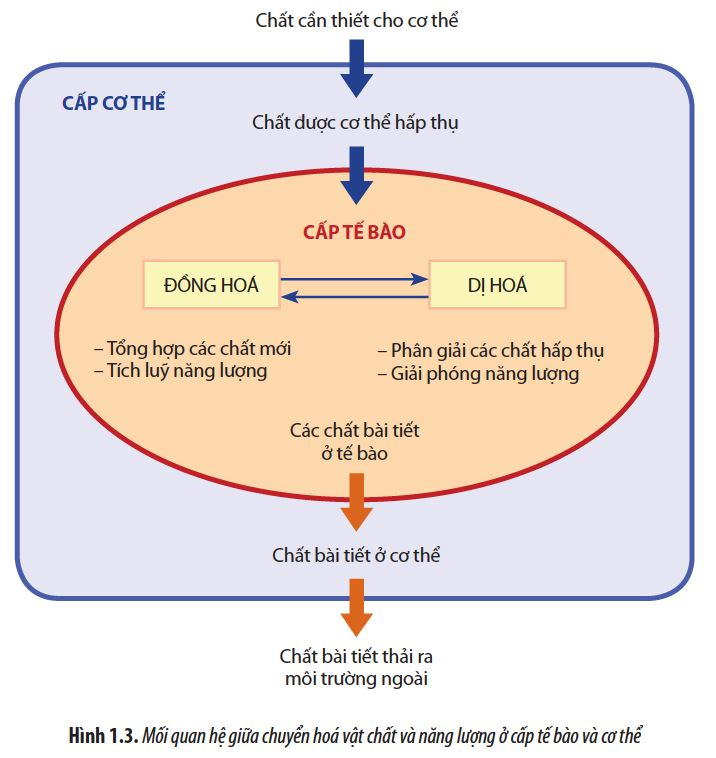 Chất cần thiết cho cơ thể
CẤP CƠ THỂ
Chất được cơ thể hấp thụ
CẤP TẾ BÀO
ĐỒNG HOÁ
DỊ HOÁ
– Tổng hợp các chất mới
– Tích luỹ năng lượng
– Phân giải các chất hấp thụ
– Giải phóng năng lượng
Các chất bài tiết
ở tế bào
Chất bài tiết ở cơ thể
Chất bài tiết thải ra
môi trường ngoài
Hình 1.3. Mối quan hệ giữa chuyển hoá vật chất và năng lượng ở cấp tế bào và cơ thể